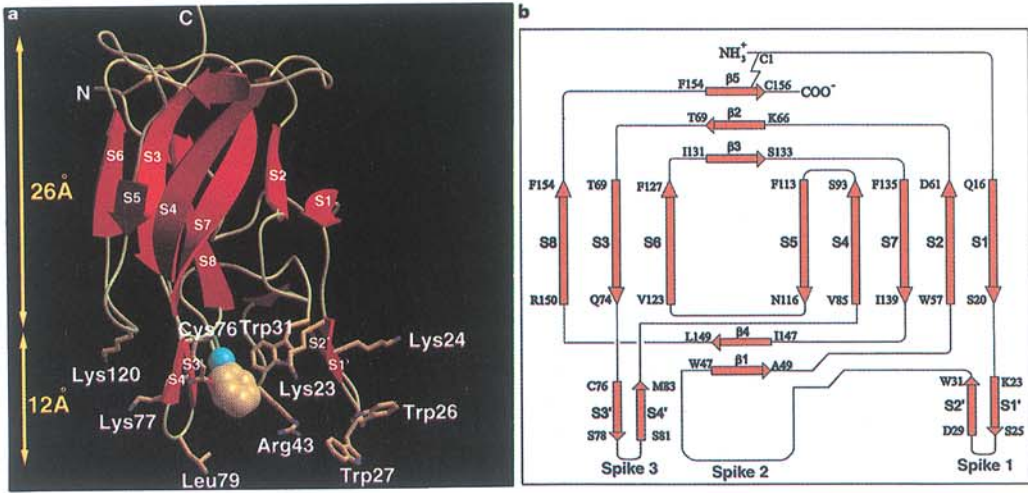 a
C
N
S6
S3
S5
S4
S7
S2
S1
S8
26Å
12Å
Cys76
Trp31
S2'
S1'
Lys24
Lys120
S3'
S4'
Lys23
Lys77
Arg43
Trp26
Leu79
Trp27
b
NH3+
C1
F154 β5 C156 COO-
T69 β2 K66
I131 β3 S133
F154 T69 F127 F113 S93 F135 D61 Q16
S8 S3 S6 S5 S4 S7 S2 S1
R150 Q74 V123 N116 V85 I139 W57 S20
L149 β4 I147
W47 β1 A49
C76 M83 W31 K23
S3' S4' S2' S1'
S78 S81 D29 S25
Spike 3 Spike 2 Spike 1